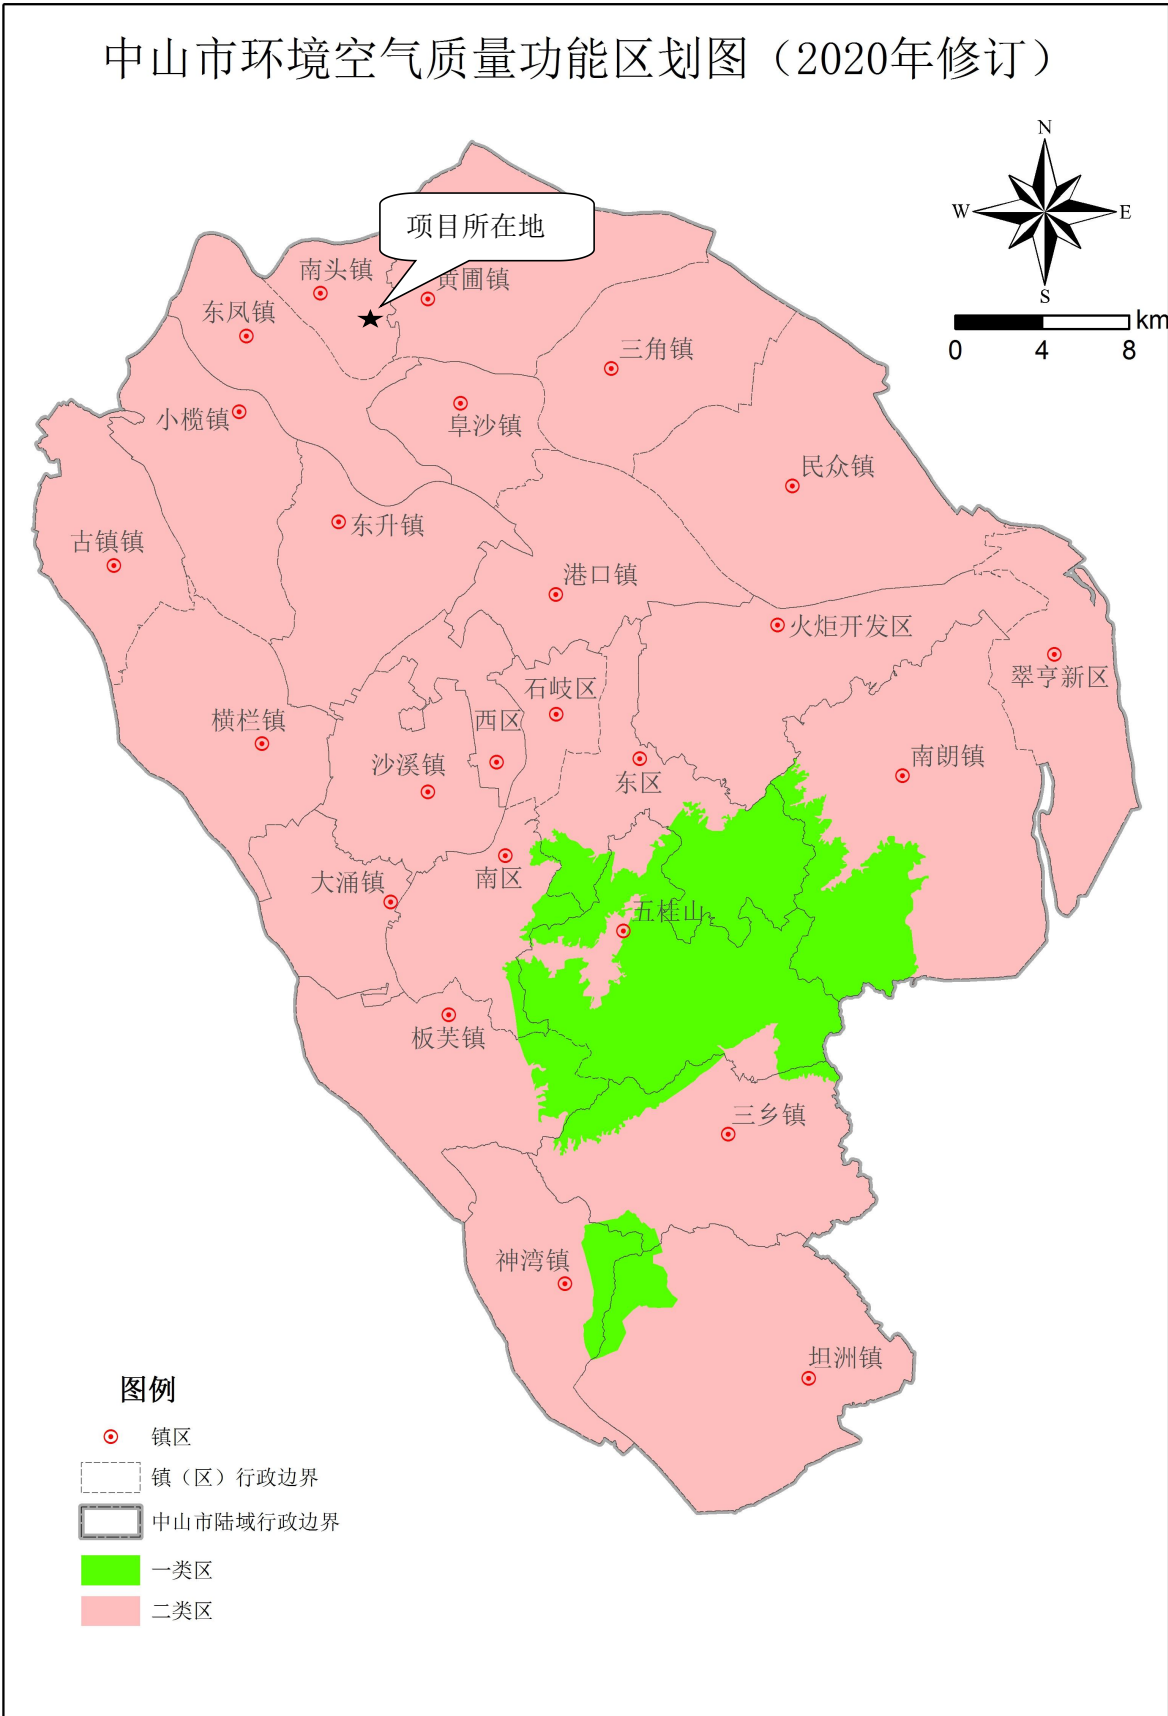 中山市环境空气质量功能区划图（2020年修订）
N
W
E
S
km
0 4 8
项目所在地
南头镇
黄圃镇
东凤镇
三角镇
小榄镇
阜沙镇
民众镇
东升镇
古镇镇
港口镇
火炬开发区
翠亨新区
石岐区
横栏镇
西区
沙溪镇
东区
南朗镇
南区
大涌镇
五桂山
板芙镇
三乡镇
神湾镇
坦洲镇
图例
镇区
镇（区）行政边界
中山市陆域行政边界
一类区
二类区